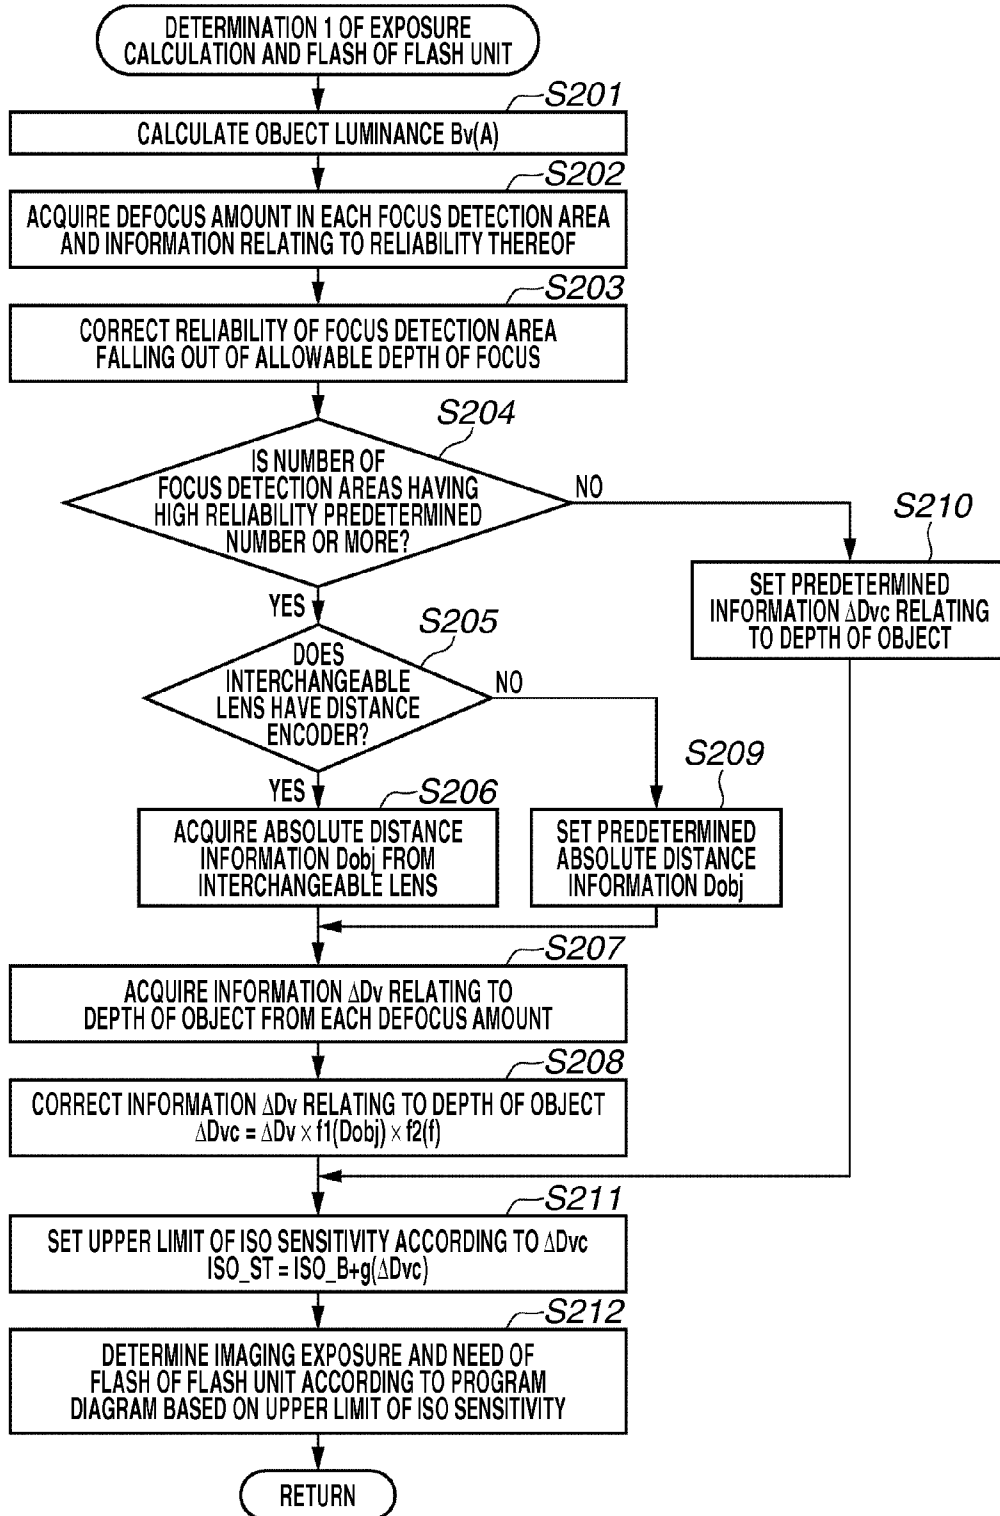 DETERMINATION 1 OF EXPOSURE
CALCULATION AND FLASH OF FLASH UNIT
S201
CALCULATE OBJECT LUMINANCE Bv(A)
S202
ACQUIRE DEFOCUS AMOUNT IN EACH FOCUS DETECTION AREA
AND INFORMATION RELATING TO RELIABILITY THEREOF
S203
CORRECT RELIABILITY OF FOCUS DETECTION AREA
FALLING OUT OF ALLOWABLE DEPTH OF FOCUS
S204
IS NUMBER OF
FOCUS DETECTION AREAS HAVING
HIGH RELIABILITY PREDETERMINED
NUMBER OR MORE?
NO
S210
SET PREDETERMINED
INFORMATION ΔDvc RELATING
TO DEPTH OF OBJECT
YES
S205
DOES
INTERCHANGEABLE
LENS HAVE DISTANCE
ENCODER?
NO
S209
SET PREDETERMINED
ABSOLUTE DISTANCE
INFORMATION Dobj
YES
S206
ACQUIRE ABSOLUTE DISTANCE
INFORMATION Dobj FROM
INTERCHANGEABLE LENS
S207
ACQUIRE INFORMATION ΔDv RELATING TO
DEPTH OF OBJECT FROM EACH DEFOCUS AMOUNT
S208
CORRECT INFORMATION ΔDv RELATING TO DEPTH OF OBJECT
ΔDvc = ΔDv × f1(Dobj) × f2(f)
S211
SET UPPER LIMIT OF ISO SENSITIVITY ACCORDING TO ΔDvc
ISO_ST = ISO_B+g(ΔDvc)
S212
DETERMINE IMAGING EXPOSURE AND NEED OF
FLASH OF FLASH UNIT ACCORDING TO PROGRAM
DIAGRAM BASED ON UPPER LIMIT OF ISO SENSITIVITY
RETURN